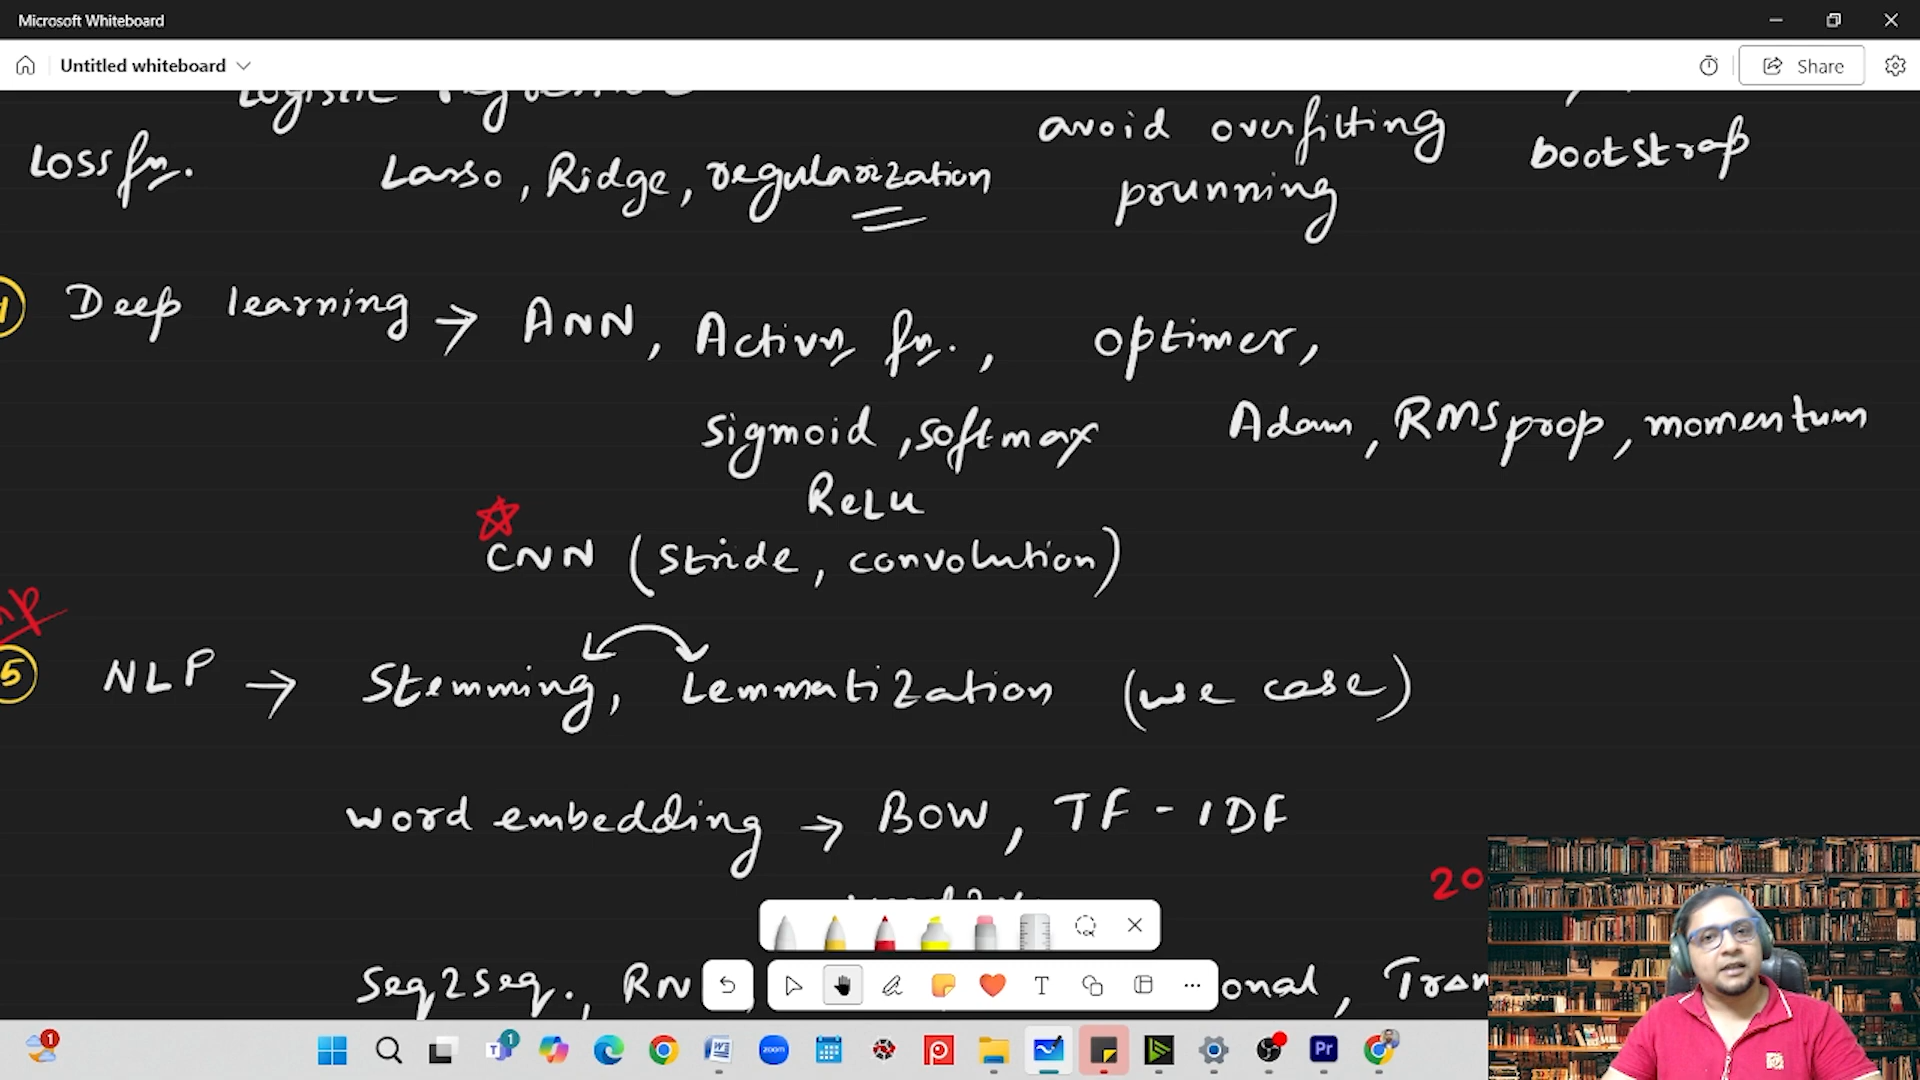 Microsoft Whiteboard
Untitled whiteboard
Share
Logistic
avoid overfitting
Loss fn.
Lasso, Ridge, regularization
prunning
bootstrap
Deep learning → ANN, Activn fn., optimer,
sigmoid, softmax
Adam, RMSprop, momentum
ReLu
CNN (stride, convolution)
5 NLP → Stemming, Lemmatization (use case)
word embedding → BOW, TF-IDF
20
Seq2seq., RN
onal, Tran